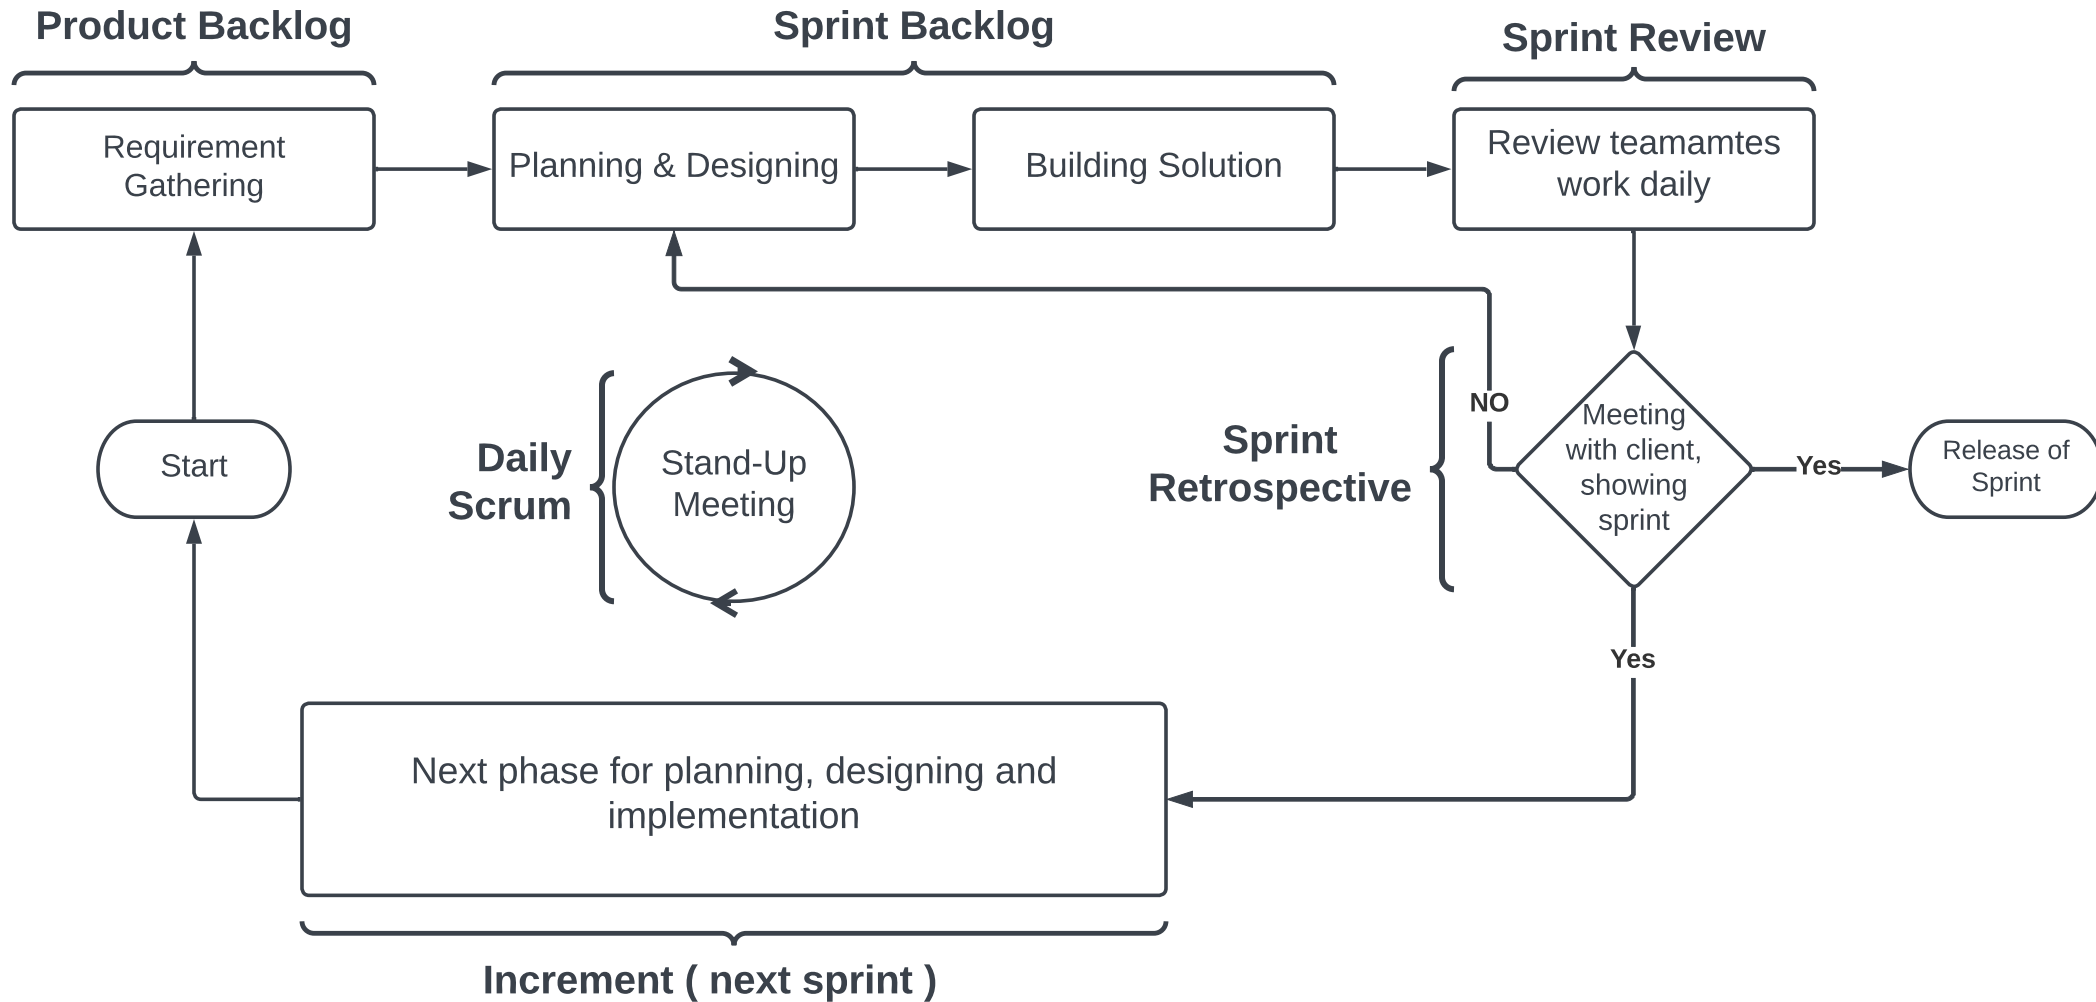 Product Backlog
Sprint Backlog
Sprint Review
Requirement
Gathering
Planning & Designing
Building Solution
Review teamamtes
work daily
NO
Meeting
with client,
showing
sprint
Sprint
Retrospective
Daily
Scrum
Stand-Up
Meeting
Start
Yes
Release of
Sprint
Yes
Next phase for planning, designing and
implementation
Increment ( next sprint )